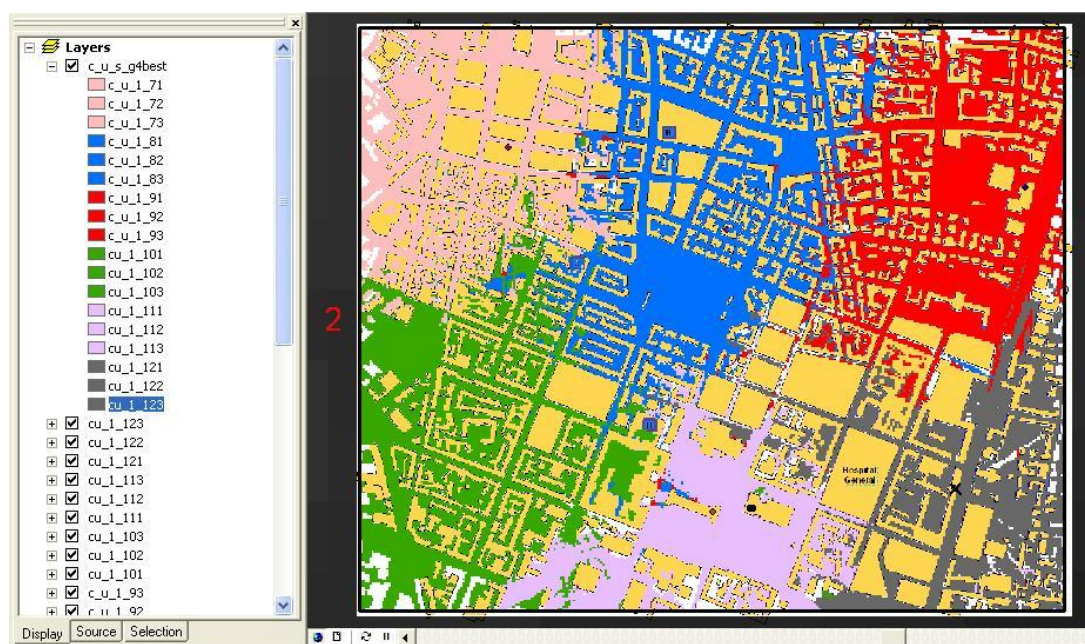 Layers
c_u_s_g4best
c_u_1_71
c_u_1_72
c_u_1_73
c_u_1_81
c_u_1_82
c_u_1_83
c_u_1_91
c_u_1_92
c_u_1_93
cu_1_101
cu_1_102
cu_1_103
cu_1_111
cu_1_112
cu_1_113
cu_1_121
cu_1_122
cu_1_123
cu_1_123
cu_1_122
cu_1_121
cu_1_113
cu_1_112
cu_1_111
cu_1_103
cu_1_102
cu_1_101
c_u_1_93
c_u_1_92
Display
Source
Selection
2
Hospital
General